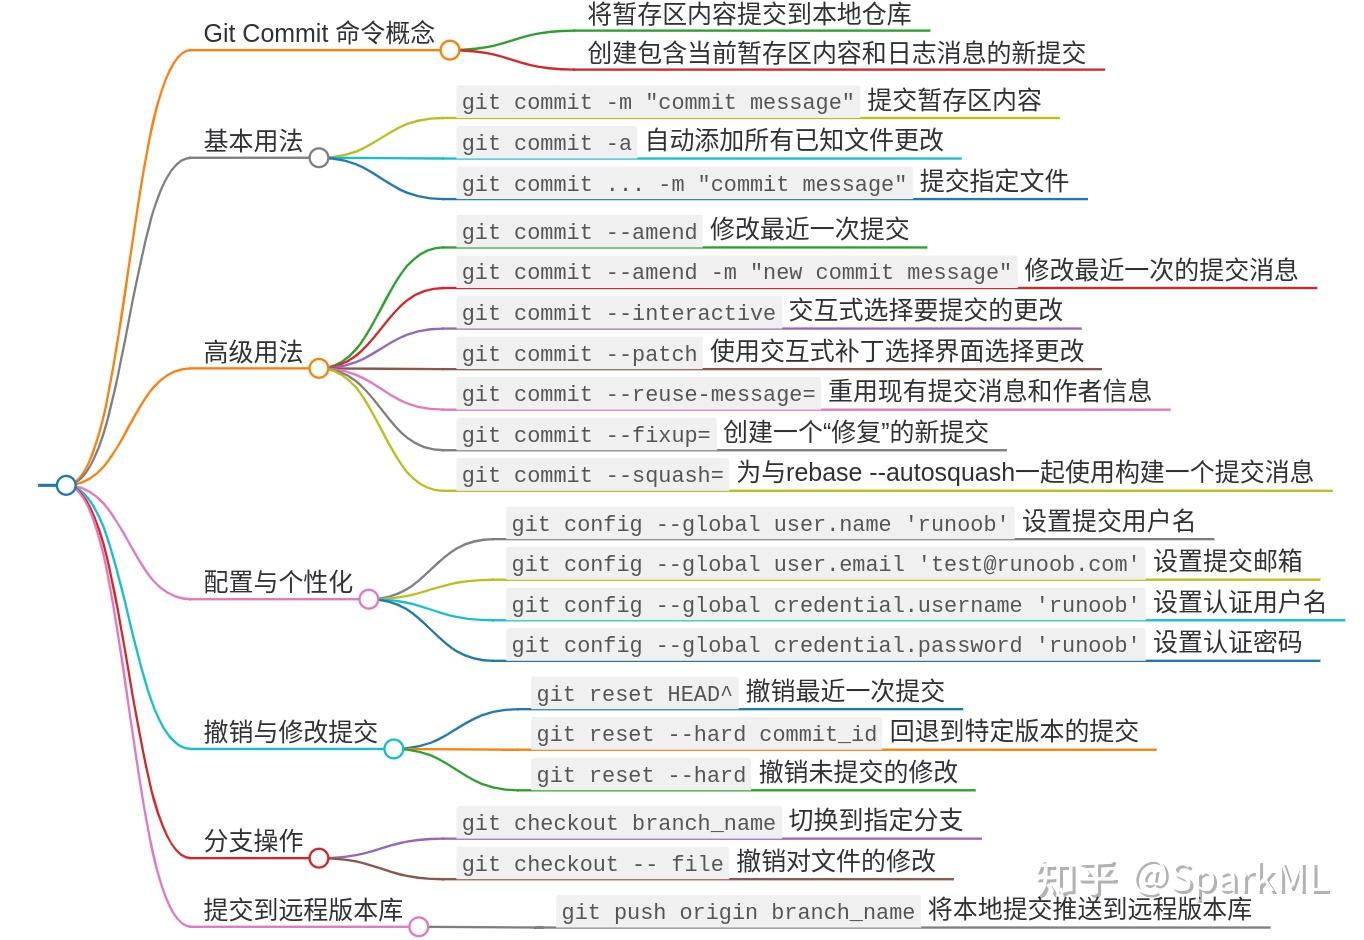 Git Commit 命令概念
将暂存区内容提交到本地仓库
创建包含当前暂存区内容和日志消息的新提交
基本用法
git commit -m "commit message" 提交暂存区内容
git commit -a 自动添加所有已知文件更改
git commit ... -m "commit message" 提交指定文件
高级用法
git commit --amend 修改最近一次提交
git commit --amend -m "new commit message" 修改最近一次的提交消息
git commit --interactive 交互式选择要提交的更改
git commit --patch 使用交互式补丁选择界面选择更改
git commit --reuse-message= 重用现有提交消息和作者信息
git commit --fixup= 创建一个“修复”的新提交
git commit --squash= 为与rebase --autosquash一起使用构建一个提交消息
配置与个性化
git config --global user.name 'runoob' 设置提交用户名
git config --global user.email 'test@runoob.com' 设置提交邮箱
git config --global credential.username 'runoob' 设置认证用户名
git config --global credential.password 'runoob' 设置认证密码
撤销与修改提交
git reset HEAD^ 撤销最近一次提交
git reset --hard commit_id 回退到特定版本的提交
git reset --hard 撤销未提交的修改
分支操作
git checkout branch_name 切换到指定分支
git checkout -- file 撤销对文件的修改
提交到远程版本库
git push origin branch_name 将本地提交推送到远程版本库
知乎 @SparkML